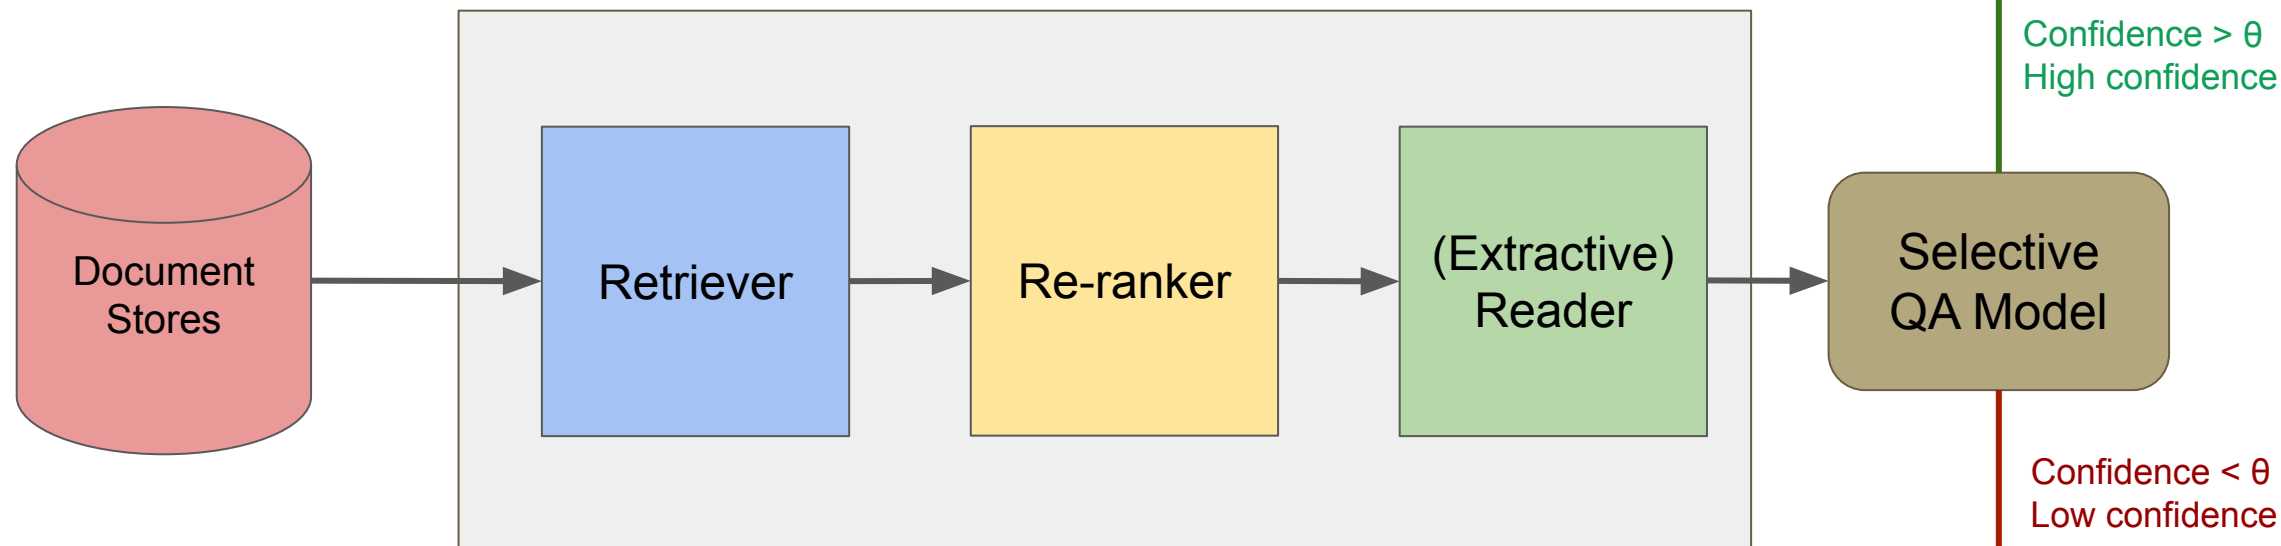 Document
Stores
Retriever
Re-ranker
(Extractive)
Reader
Selective
QA Model
Confidence > θ
High confidence
Confidence < θ
Low confidence